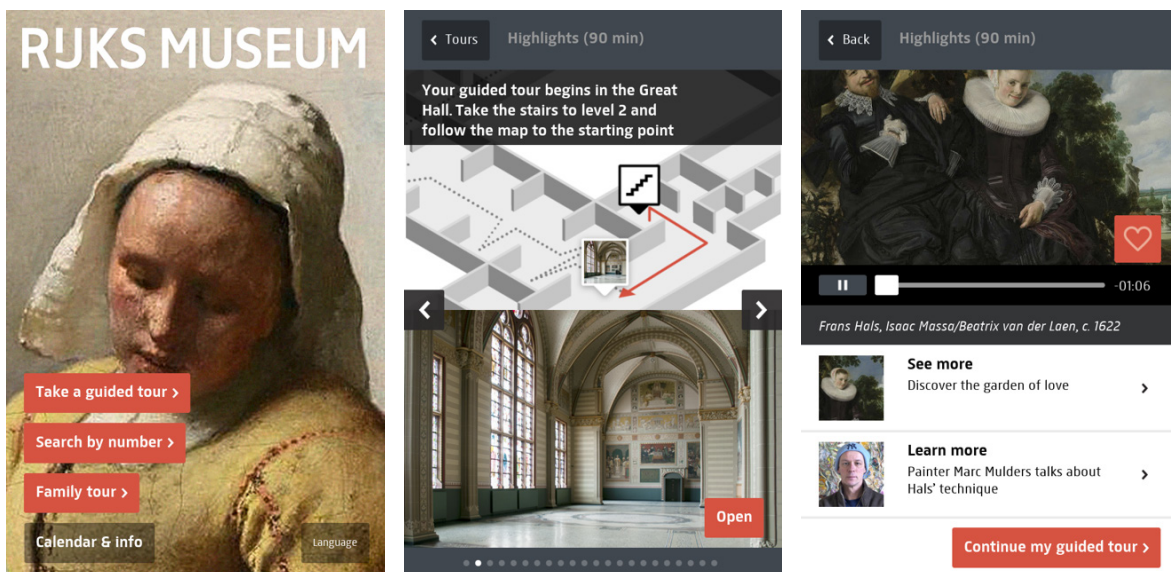 RIJKS MUSEUM
Take a guided tour >
Search by number >
Family tour >
Calendar & info
Language
< Tours
Highlights (90 min)
Your guided tour begins in the Great
Hall. Take the stairs to level 2 and
follow the map to the starting point
Open
< Back
Highlights (90 min)
-01:06
Frans Hals, Isaac Massa/Beatrix van der Laen, c. 1622
See more
Discover the garden of love
Learn more
Painter Marc Mulders talks about
Hals' technique
Continue my guided tour >